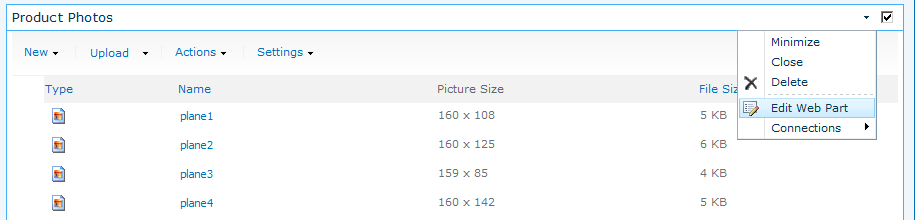 Product Photos
New Upload Actions Settings
Minimize
Close
Delete
Edit Web Part
Connections
Type Name Picture Size File Siz
plane1 160 x 108 5 KB
plane2 160 x 125 6 KB
plane3 159 x 85 4 KB
plane4 160 x 142 5 KB